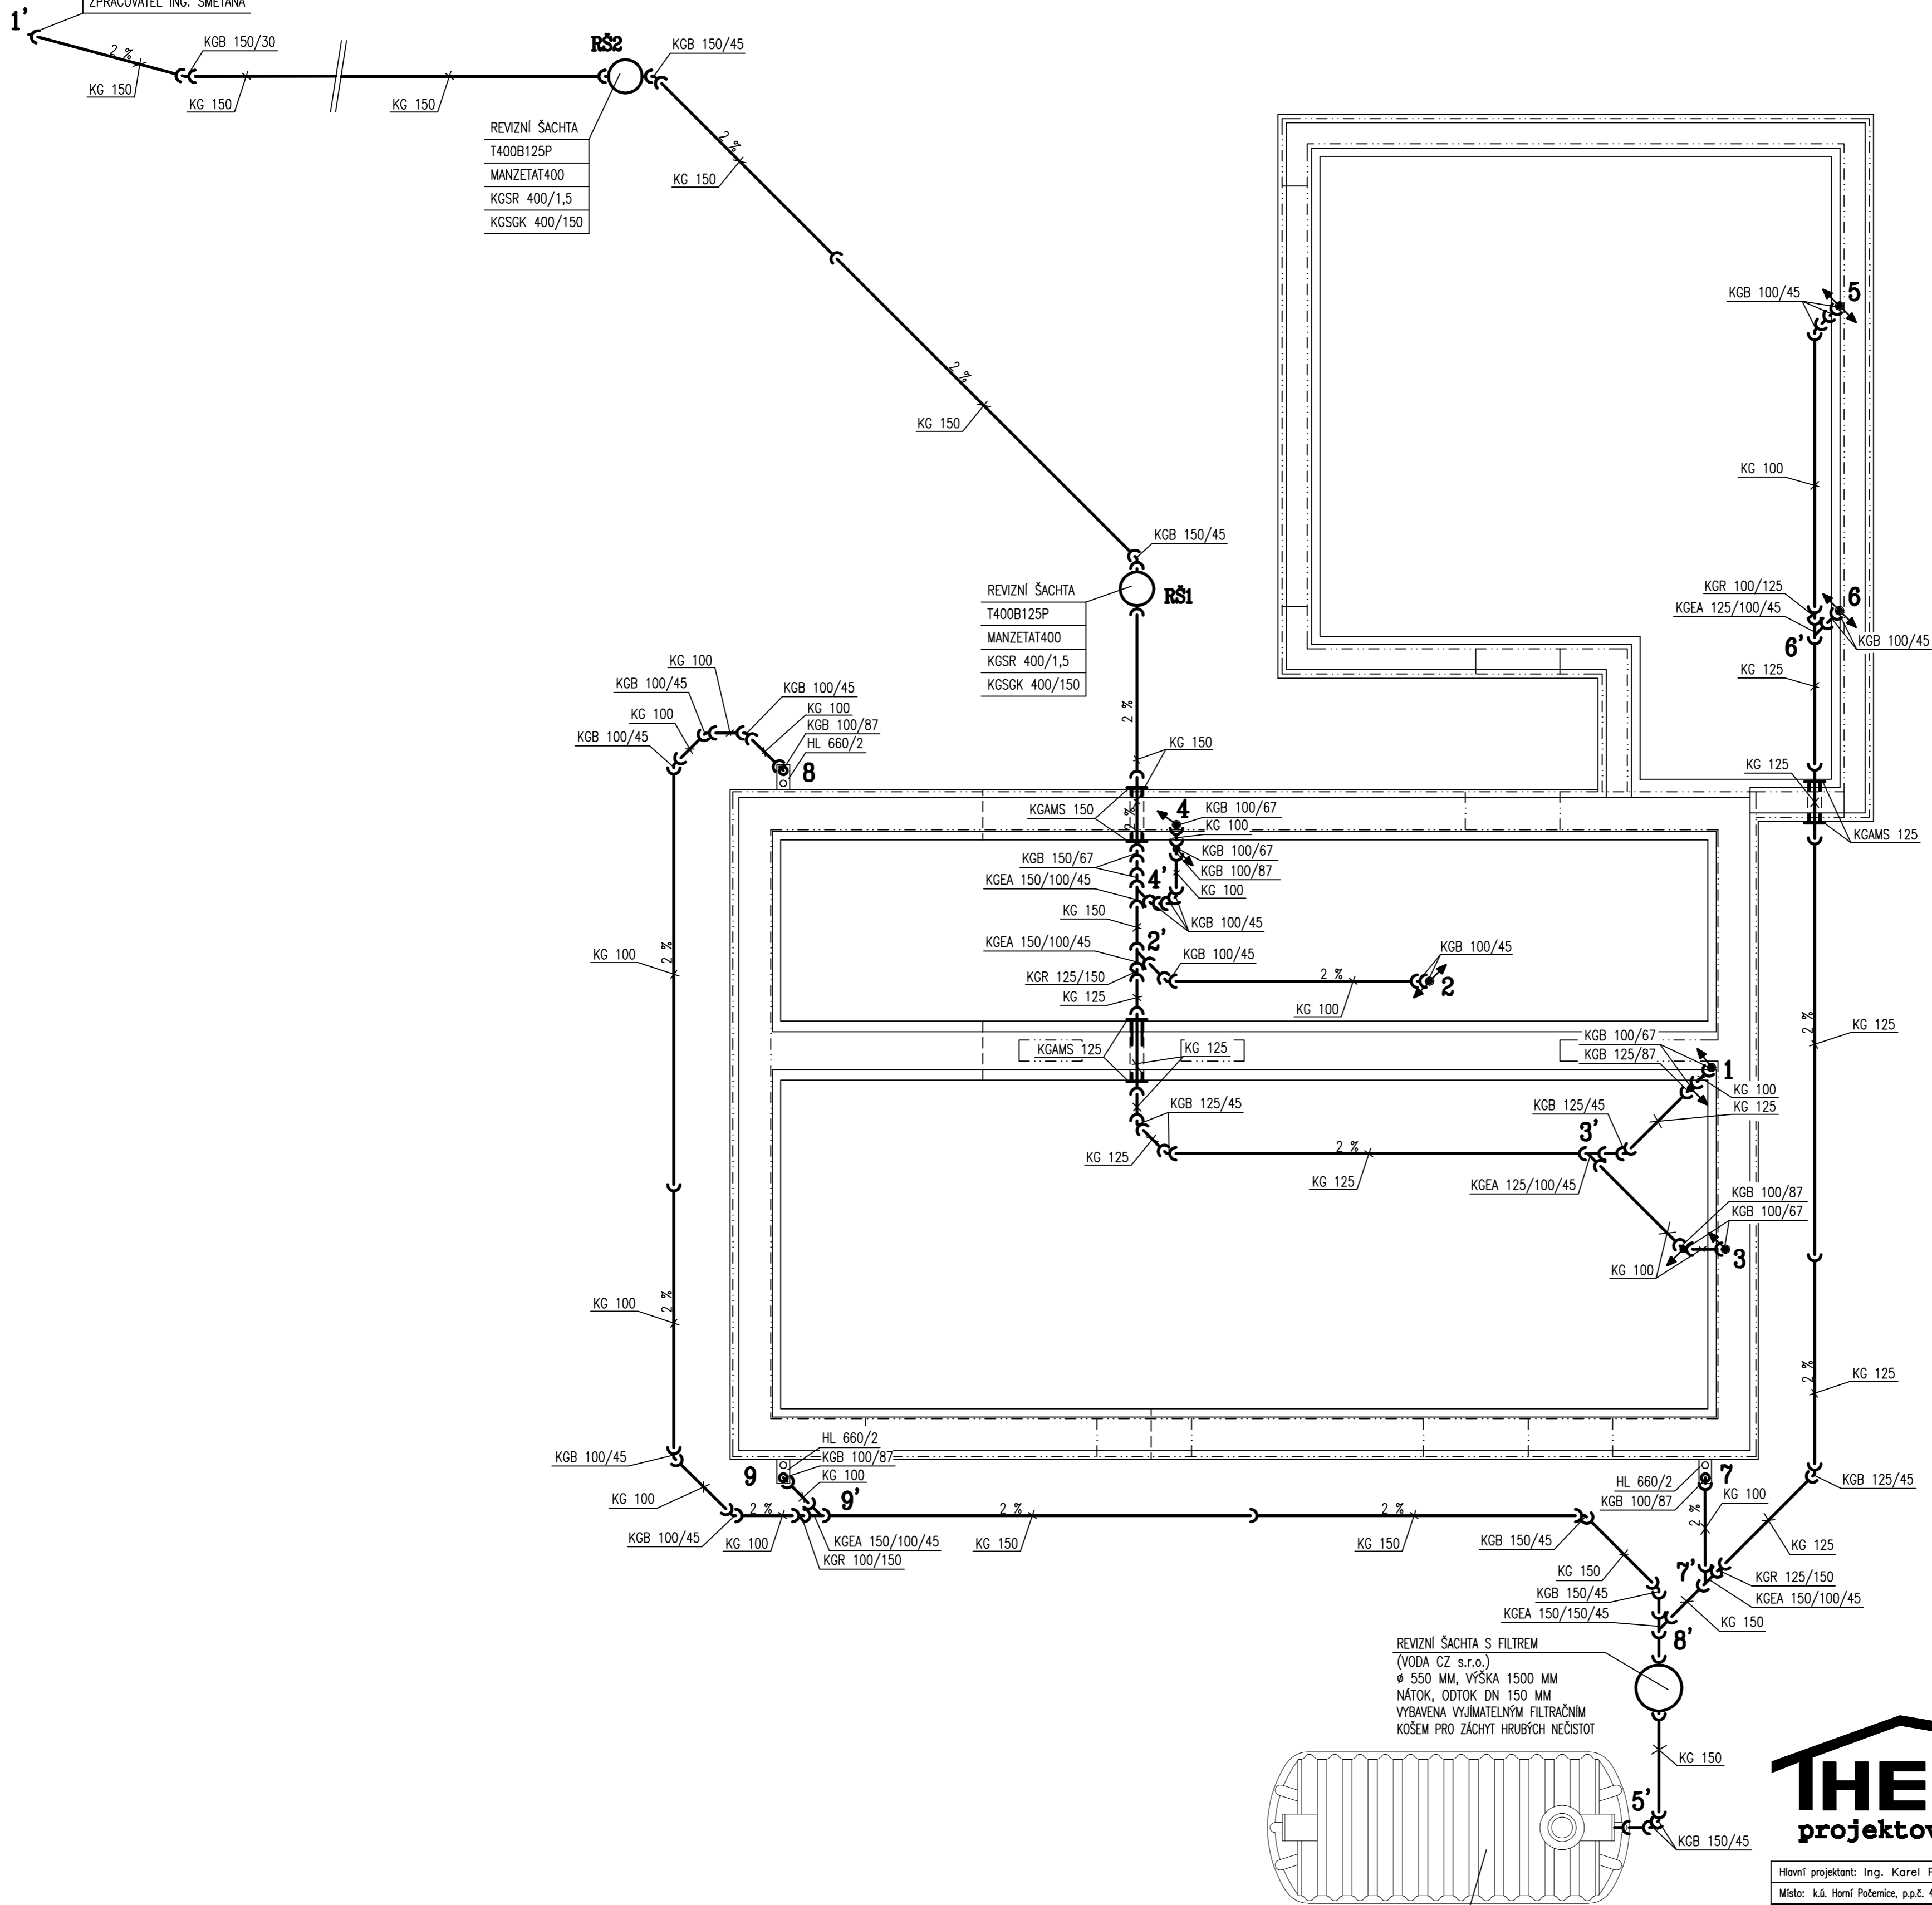 ZPRACOVATEL ING. SMETANA
1'
2 %
KG 150
KGB 150/30
KG 150
KG 150
RŠ2
KGB 150/45
REVIZNÍ ŠACHTA
T400B125P
MANZETAT400
KGSR 400/1,5
KGSGK 400/150
2 %
KG 150
2 %
KG 150
KGB 150/45
REVIZNÍ ŠACHTA
T400B125P
MANZETAT400
KGSR 400/1,5
KGSGK 400/150
RŠ1
2 %
KGB 100/45
5
KG 100
KGR 100/125
KGEA 125/100/45
6
6'
KGB 100/45
KG 125
KG 125
KGAMS 125
KG 100
KGB 100/45
KGB 100/45
KG 100
KG 100
KGB 100/87
KGB 100/45
HL 660/2
8
KG 150
KGAMS 150
2 %
4
KGB 100/67
KG 100
KGB 150/67
KGB 100/67
KGEA 150/100/45
4'
KGB 100/87
KG 100
KG 150
KGB 100/45
KGEA 150/100/45
2'
KGB 100/45
KGB 100/45
KGR 125/150
2 %
2
KG 125
KG 100
KG 100
2 %
KGAMS 125
KG 125
KGB 100/67
KGB 125/87
1
KG 100
KG 125
2 %
KG 125
KGB 125/45
KGB 125/45
3'
KG 125
2 %
KG 125
KGEA 125/100/45
KGB 100/87
KGB 100/67
3
KG 100
KG 100
2 %
2 %
KG 125
KGB 100/45
HL 660/2
KGB 100/87
9
KG 100
9'
KG 100
2 %
KGB 100/45
KG 100
KGEA 150/100/45
KGR 100/150
2 %
KG 150
2 %
KG 150
KGB 150/45
HL 660/2
7
KGB 100/87
KG 100
2 %
KGB 125/45
KG 125
KG 150
7'
KGR 125/150
KGB 150/45
KGEA 150/100/45
KGEA 150/150/45
KG 150
8'
REVIZNÍ ŠACHTA S FILTREM
(VODA CZ s.r.o.)
ø 550 MM, VÝŠKA 1500 MM
NÁTOK, ODTOK DN 150 MM
VYBAVENA VYJÍMATELNÝM FILTRAČNÍM
KOŠEM PRO ZÁCHYT HRUBÝCH NEČISTOT
KG 150
5'
KGB 150/45
THE
projektov
Hlavní projektant: Ing. Karel
Místo: k.ú. Horní Počernice, p.p.č.